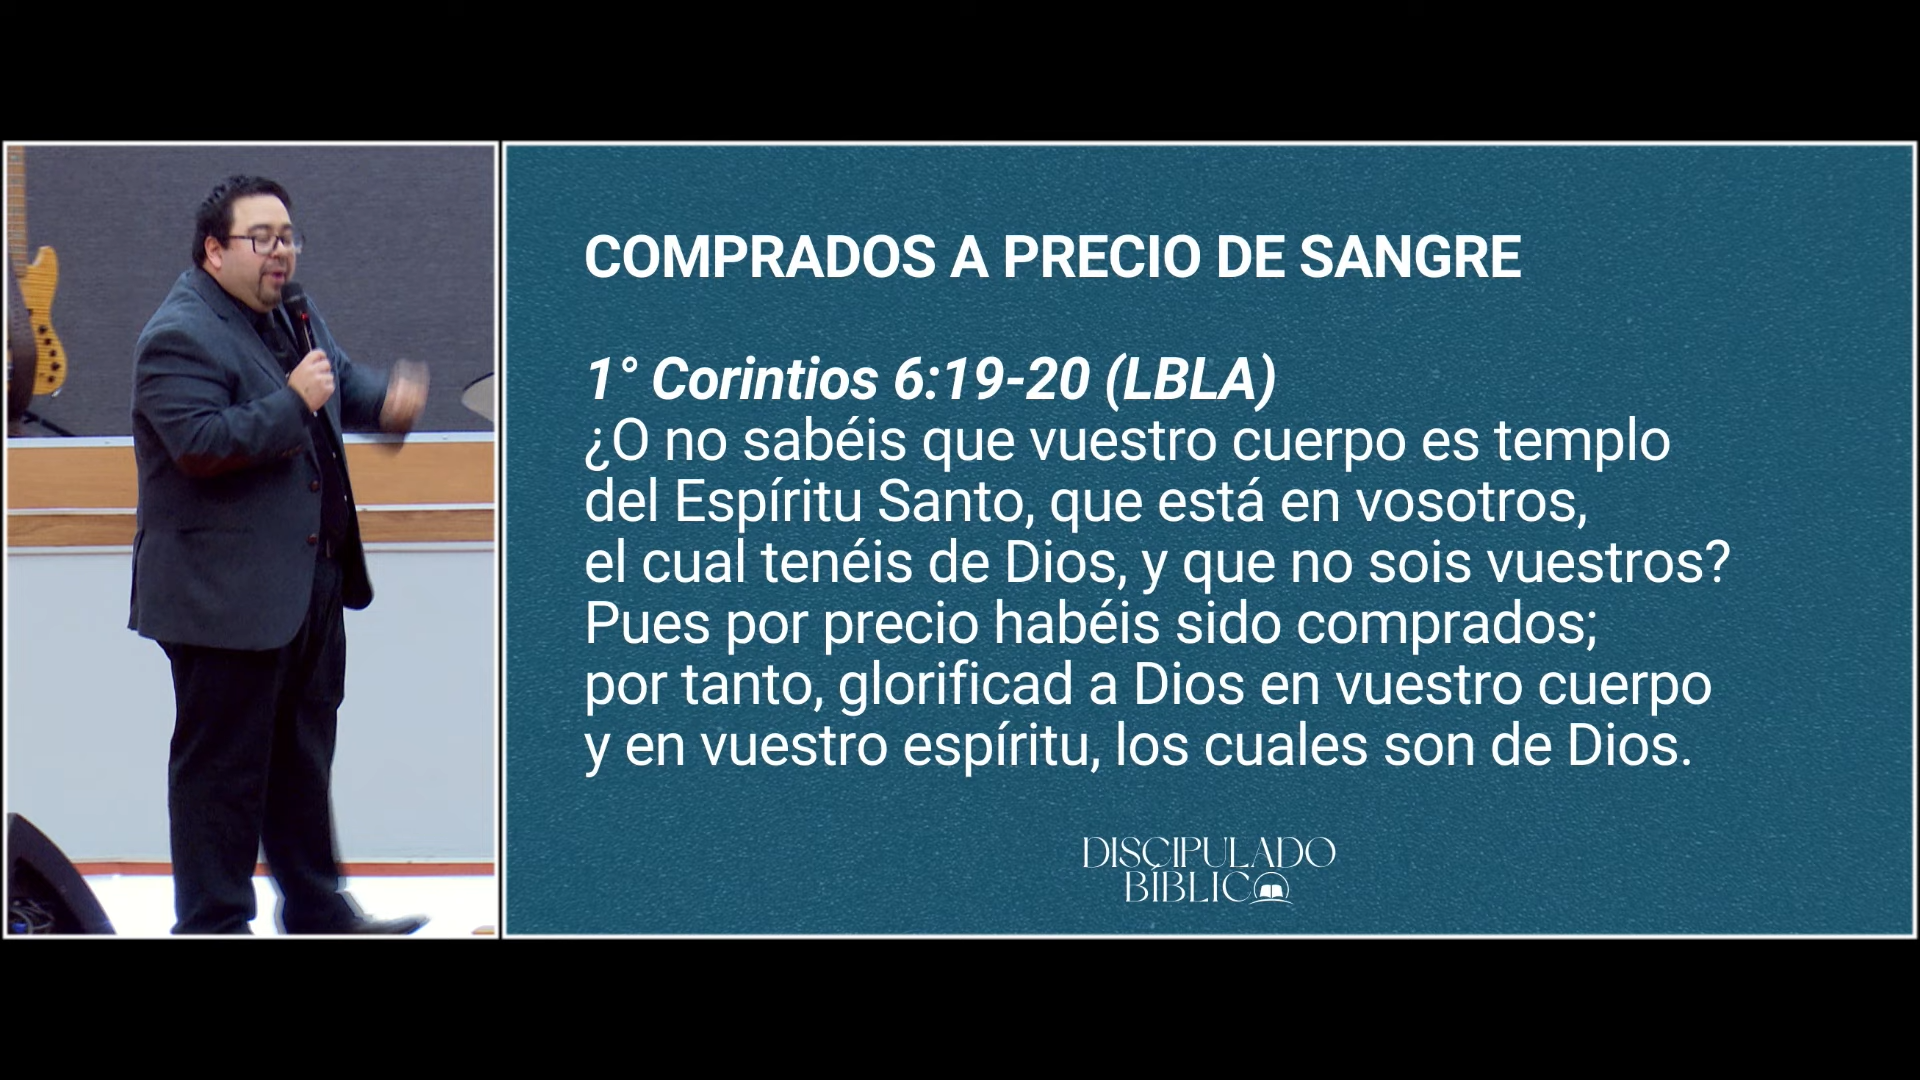 COMPRADOS A PRECIO DE SANGRE
1° Corintios 6:19-20 (LBLA)
¿O no sabéis que vuestro cuerpo es templo
del Espíritu Santo, que está en vosotros,
el cual tenéis de Dios, y que no sois vuestros?
Pues por precio habéis sido comprados;
por tanto, glorificad a Dios en vuestro cuerpo
y en vuestro espíritu, los cuales son de Dios.
DISCIPULADO
BÍBLICO